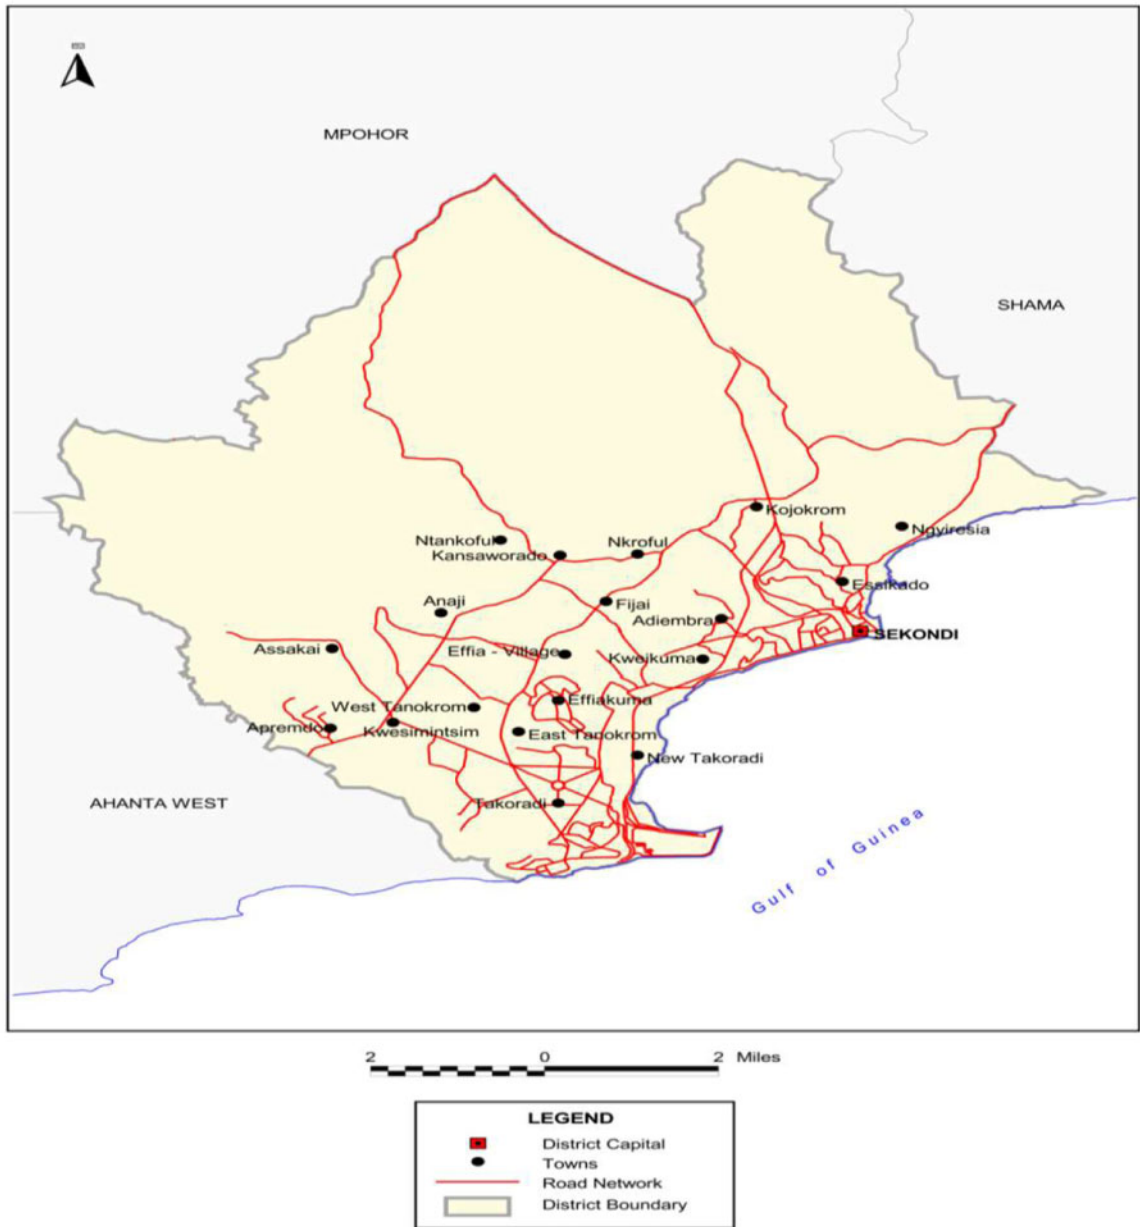 MPOHOR
SHAMA
Kojokrom
Ngyiresia
Ntankoful
Nkroful
Kansaworado
Essikado
Anaji
Fijai
Adiembra
SEKONDI
Assakai
Effia - Village
Kweikuma
Effiakuma
West Tanokrom
Apremdo
Kwesimintsim
East Tanokrom
New Takoradi
AHANTA WEST
Takoradi
Gulf of Guinea
2 0 2 Miles
LEGEND
District Capital
Towns
Road Network
District Boundary